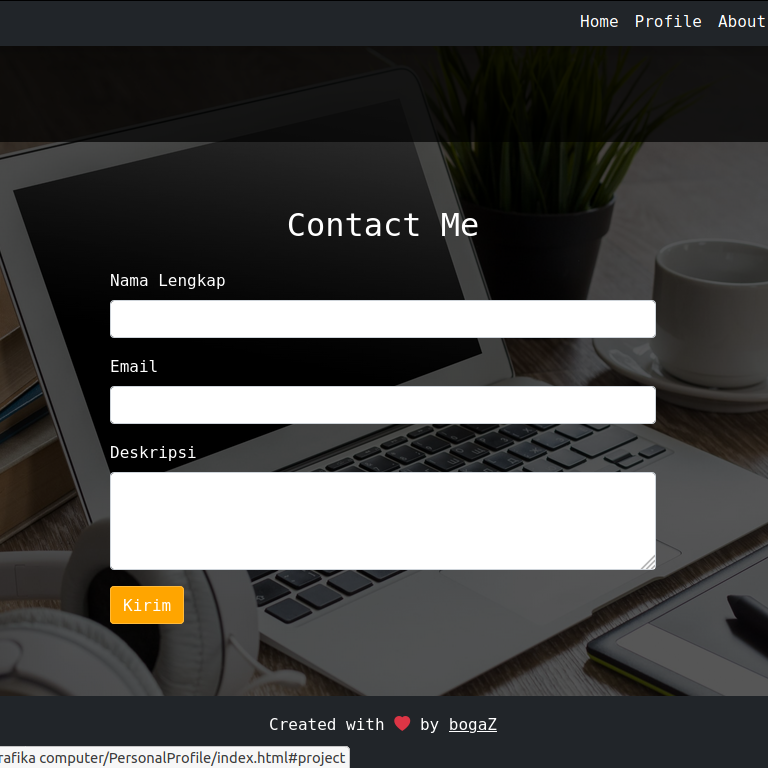 Home Profile About
Contact Me
Nama Lengkap
Email
Deskripsi
Kirim
Created with ❤ by bogaZ
rafika computer/PersonalProfile/index.html#project